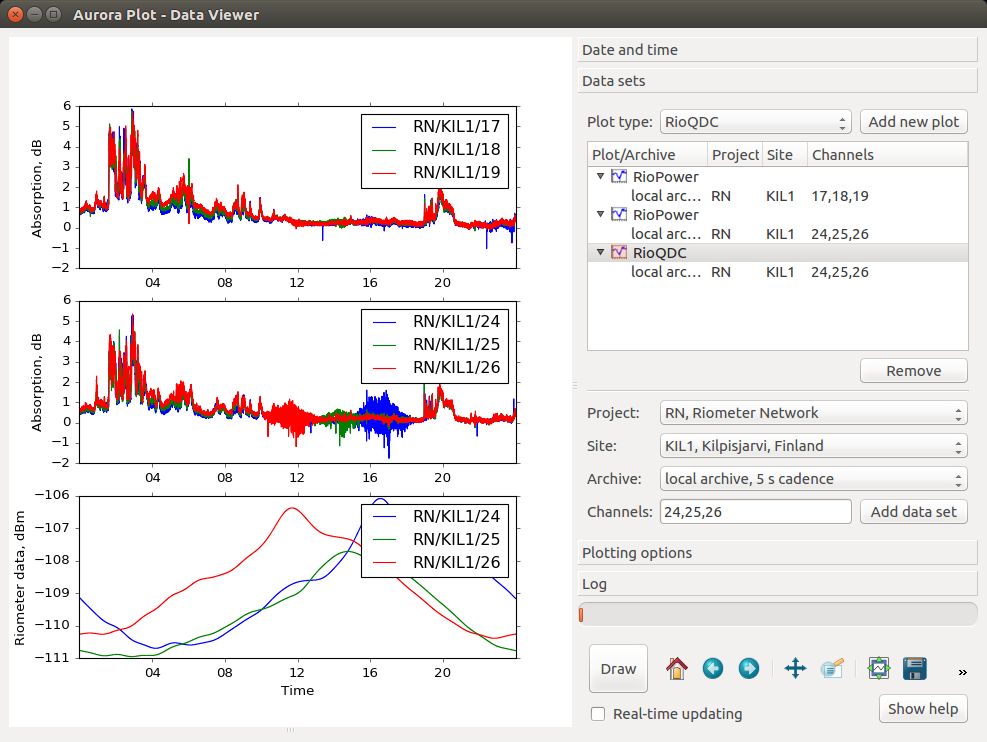 Aurora Plot - Data Viewer
6
5
4
3
2
1
0
−1
−2
Absorption, dB
RN/KIL1/17
RN/KIL1/18
RN/KIL1/19
04
08
12
16
20
6
5
4
3
2
1
0
−1
−2
Absorption, dB
RN/KIL1/24
RN/KIL1/25
RN/KIL1/26
04
08
12
16
20
−106
−107
−108
−109
−110
−111
Riometer data, dBm
RN/KIL1/24
RN/KIL1/25
RN/KIL1/26
04
08
12
16
20
Time
Date and time
Data sets
Plot type: RioQDC Add new plot
Plot/Archive Project Site Channels
RioPower
local arc... RN KIL1 17,18,19
RioPower
local arc... RN KIL1 24,25,26
RioQDC
local arc... RN KIL1 24,25,26
Remove
Project: RN, Riometer Network
Site: KIL1, Kilpisjarvi, Finland
Archive: local archive, 5 s cadence
Channels: 24,25,26 Add data set
Plotting options
Log
Draw »
Real-time updating Show help